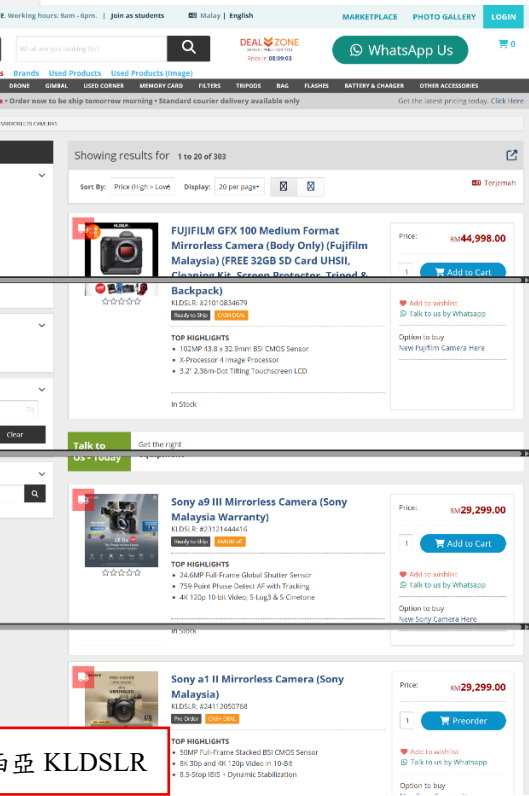 E. Working hours: 9am - 6pm. | Join as students Malay | English MARKETPLACE PHOTO GALLERY LOGIN
What are you looking for?
DEAL ZONE
Ends in 08:09:03
WhatsApp Us
0
Brands Used Products Used Products (Image)
DRONE GIMBAL USED CORNER MEMORY CARD FILTERS TRIPODS BAG FLASHES BATTERY & CHARGER OTHER ACCESSORIES
• Order now to be ship tomorrow morning • Standard courier delivery available only
Get the latest pricing today. Click Here
MIRRORLESS CAMERAS
Showing results for 1 to 20 of 303
Sort By: Price (High > Low) Display: 20 per page
Terjemah
FUJIFILM GFX 100 Medium Format
Mirrorless Camera (Body Only) (Fujifilm
Malaysia) (FREE 32GB SD Card UHSII,
Cleaning Kit, Screen Protector, Tripod &
Backpack)
KLDSLR: #21010834679
Ready to Ship CASH DEAL
TOP HIGHLIGHTS
• 102MP 43.8 x 32.9mm BSI CMOS Sensor
• X-Processor 4 Image Processor
• 3.2" 2.36m-Dot Tilting Touchscreen LCD
In Stock
Price: RM44,998.00
1 Add to Cart
Add to wishlist
Talk to us by Whatsapp
Option to buy
New Fujifilm Camera Here
To
Clear
Talk to
Us - Today
Get the right
equipment
Sony a9 III Mirrorless Camera (Sony
Malaysia Warranty)
KLDSLR: #23121444416
Ready to Ship
TOP HIGHLIGHTS
• 24.6MP Full-Frame Global Shutter Sensor
• 759-Point Phase-Detect AF with Tracking
• 4K 120p 10-bit Video; S-Log3 & S-Cinetone
In Stock
Price: RM29,299.00
1 Add to Cart
Add to wishlist
Talk to us by Whatsapp
Option to buy
New Sony Camera Here
Sony a1 II Mirrorless Camera (Sony
Malaysia)
KLDSLR: #24112050768
Pre Order CASH DEAL
TOP HIGHLIGHTS
• 50MP Full-Frame Stacked BSI CMOS Sensor
• 8K 30p and 4K 120p Video in 10-Bit
• 8.5-Stop IBIS + Dynamic Stabilization
Price: RM29,299.00
1 Preorder
Add to wishlist
Talk to us by Whatsapp
Option to buy
亞 KLDSLR